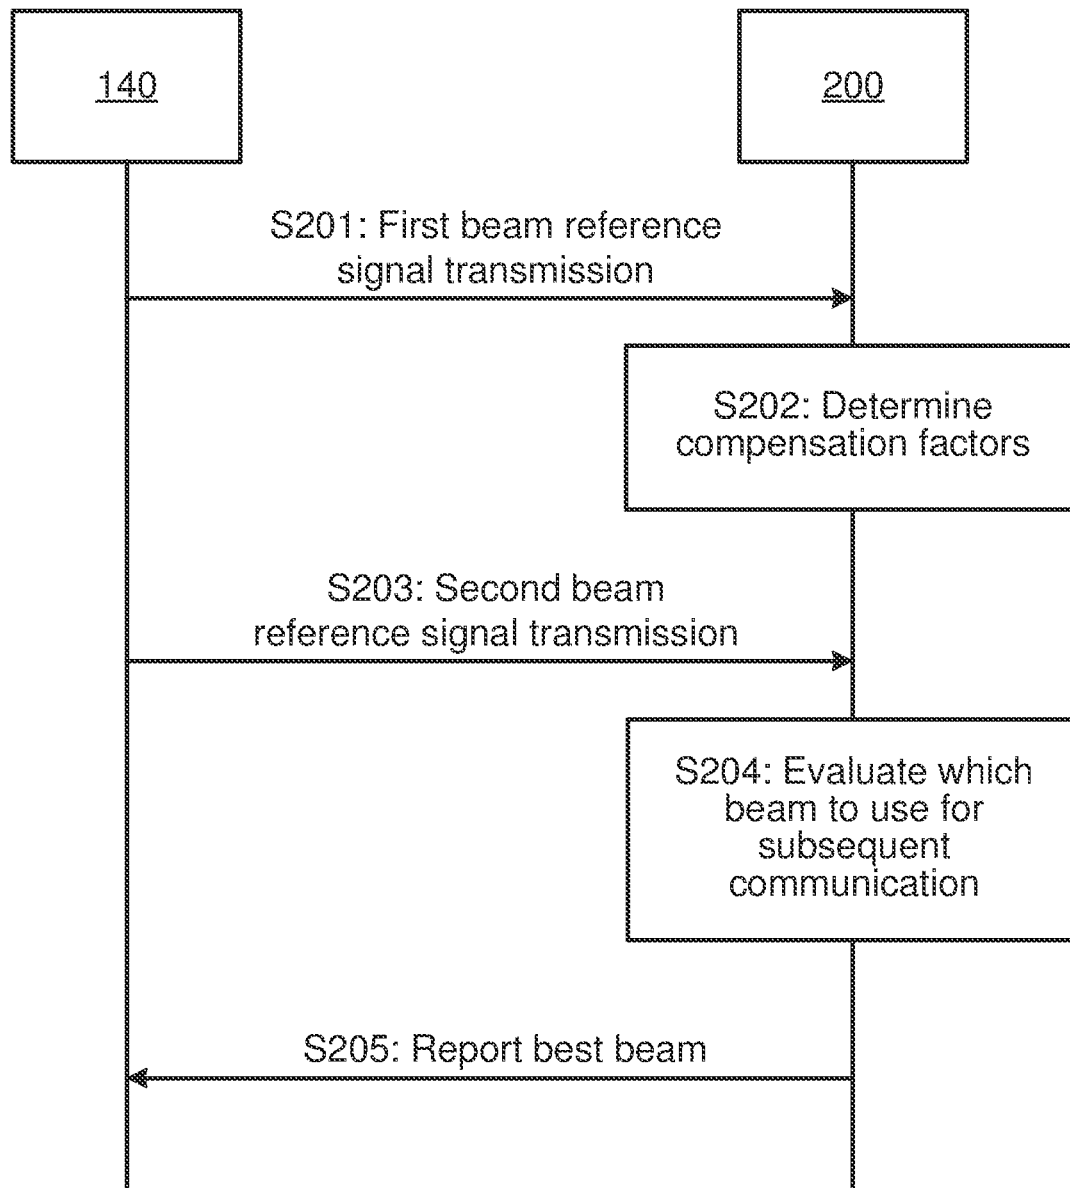 140
200
S201: First beam reference
signal transmission
S202: Determine
compensation factors
S203: Second beam
reference signal transmission
S204: Evaluate which
beam to use for
subsequent
communication
S205: Report best beam